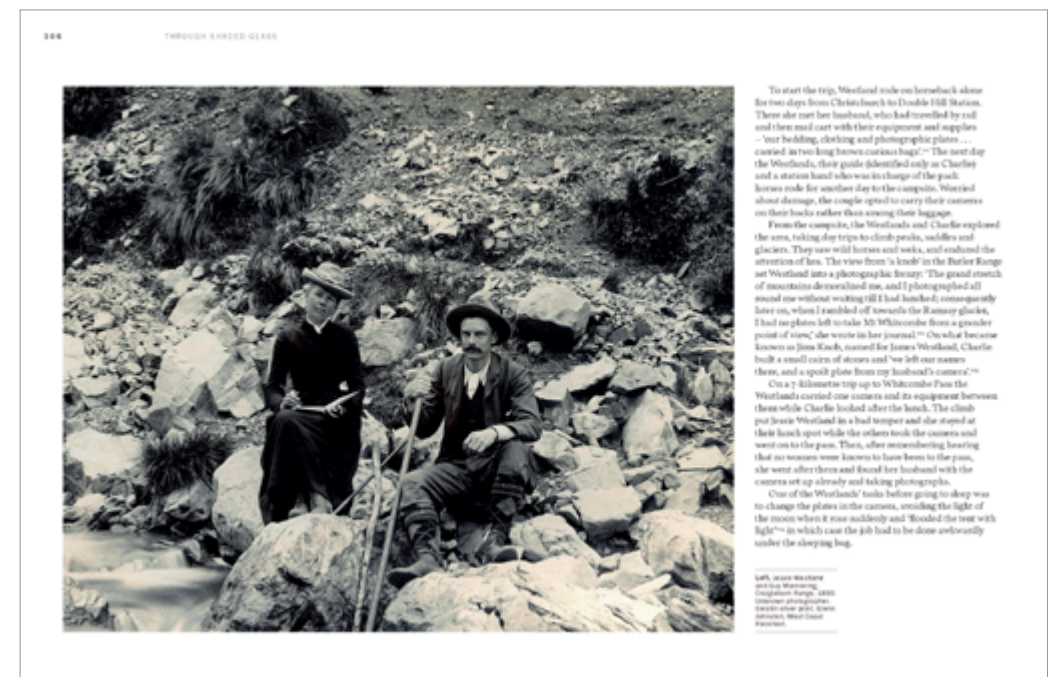 306
THROUGH SHADED GLASS
To start the trip, Westland rode on horseback alone
for two days from Christchurch to Double Hill Station.
There she met her husband, who had travelled by rail
and then mail cart with their equipment and supplies
– ‘our bedding, clothing and photographic plates . . .
carried in two long brown canvas bags’. The next day
the Westlands, their guide (identified only as Charlie)
and a station hand who was in charge of the pack
horses rode for another day to the campsite. Worried
about damage, the couple opted to carry their cameras
on their backs rather than among their luggage.
From the campsite, the Westlands and Charlie explored
the area, taking day trips to climb peaks, saddles and
glaciers. They saw wild horses and weka, and endured the
attention of kea. The view from ‘a knob’ in the Butler Range
set Westland into a photographic frenzy: ‘The grand stretch
of mountains demoralized me, and I photographed all
round me without waiting till I had lunched; consequently
later on, when I rambled off towards the Ramsay glacier,
I had no plates left to take Mt Whitcombe from a grander
point of view,’ she wrote in her journal. On what became
known as Jims Knob, named for James Westland, Charlie
built a small cairn of stones and ‘we left our names
there, and a spoilt plate from my husband’s camera’.
On a 7-kilometre trip up to Whitcombe Pass the
Westlands carried one camera and its equipment between
them while Charlie looked after the lunch. The climb
put Jessie Westland in a bad temper and she stayed at
their lunch spot while the others took the camera and
went on to the pass. Then, after remembering hearing
that no women were known to have been to the pass,
she went after them and found her husband with the
camera set up already and taking photographs.
One of the Westlands’ tasks before going to sleep was
to change the plates in the camera, avoiding the light of
the moon when it rose suddenly and ‘flooded the tent with
light’ in which case the job had to be done awkwardly
under the sleeping bag.
Left, Jessie Westland
and Guy Mannering,
Craigieburn Range,
Unknown photographer.
Gelatin silver print.
Johnston, West Coast
Recollect.